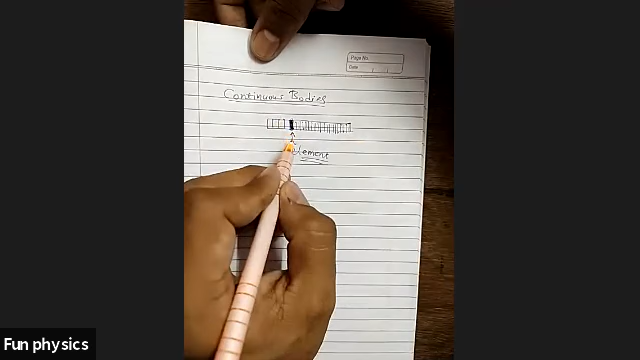 Page No.
Date
Continuous Bodies
Element
Fun physics